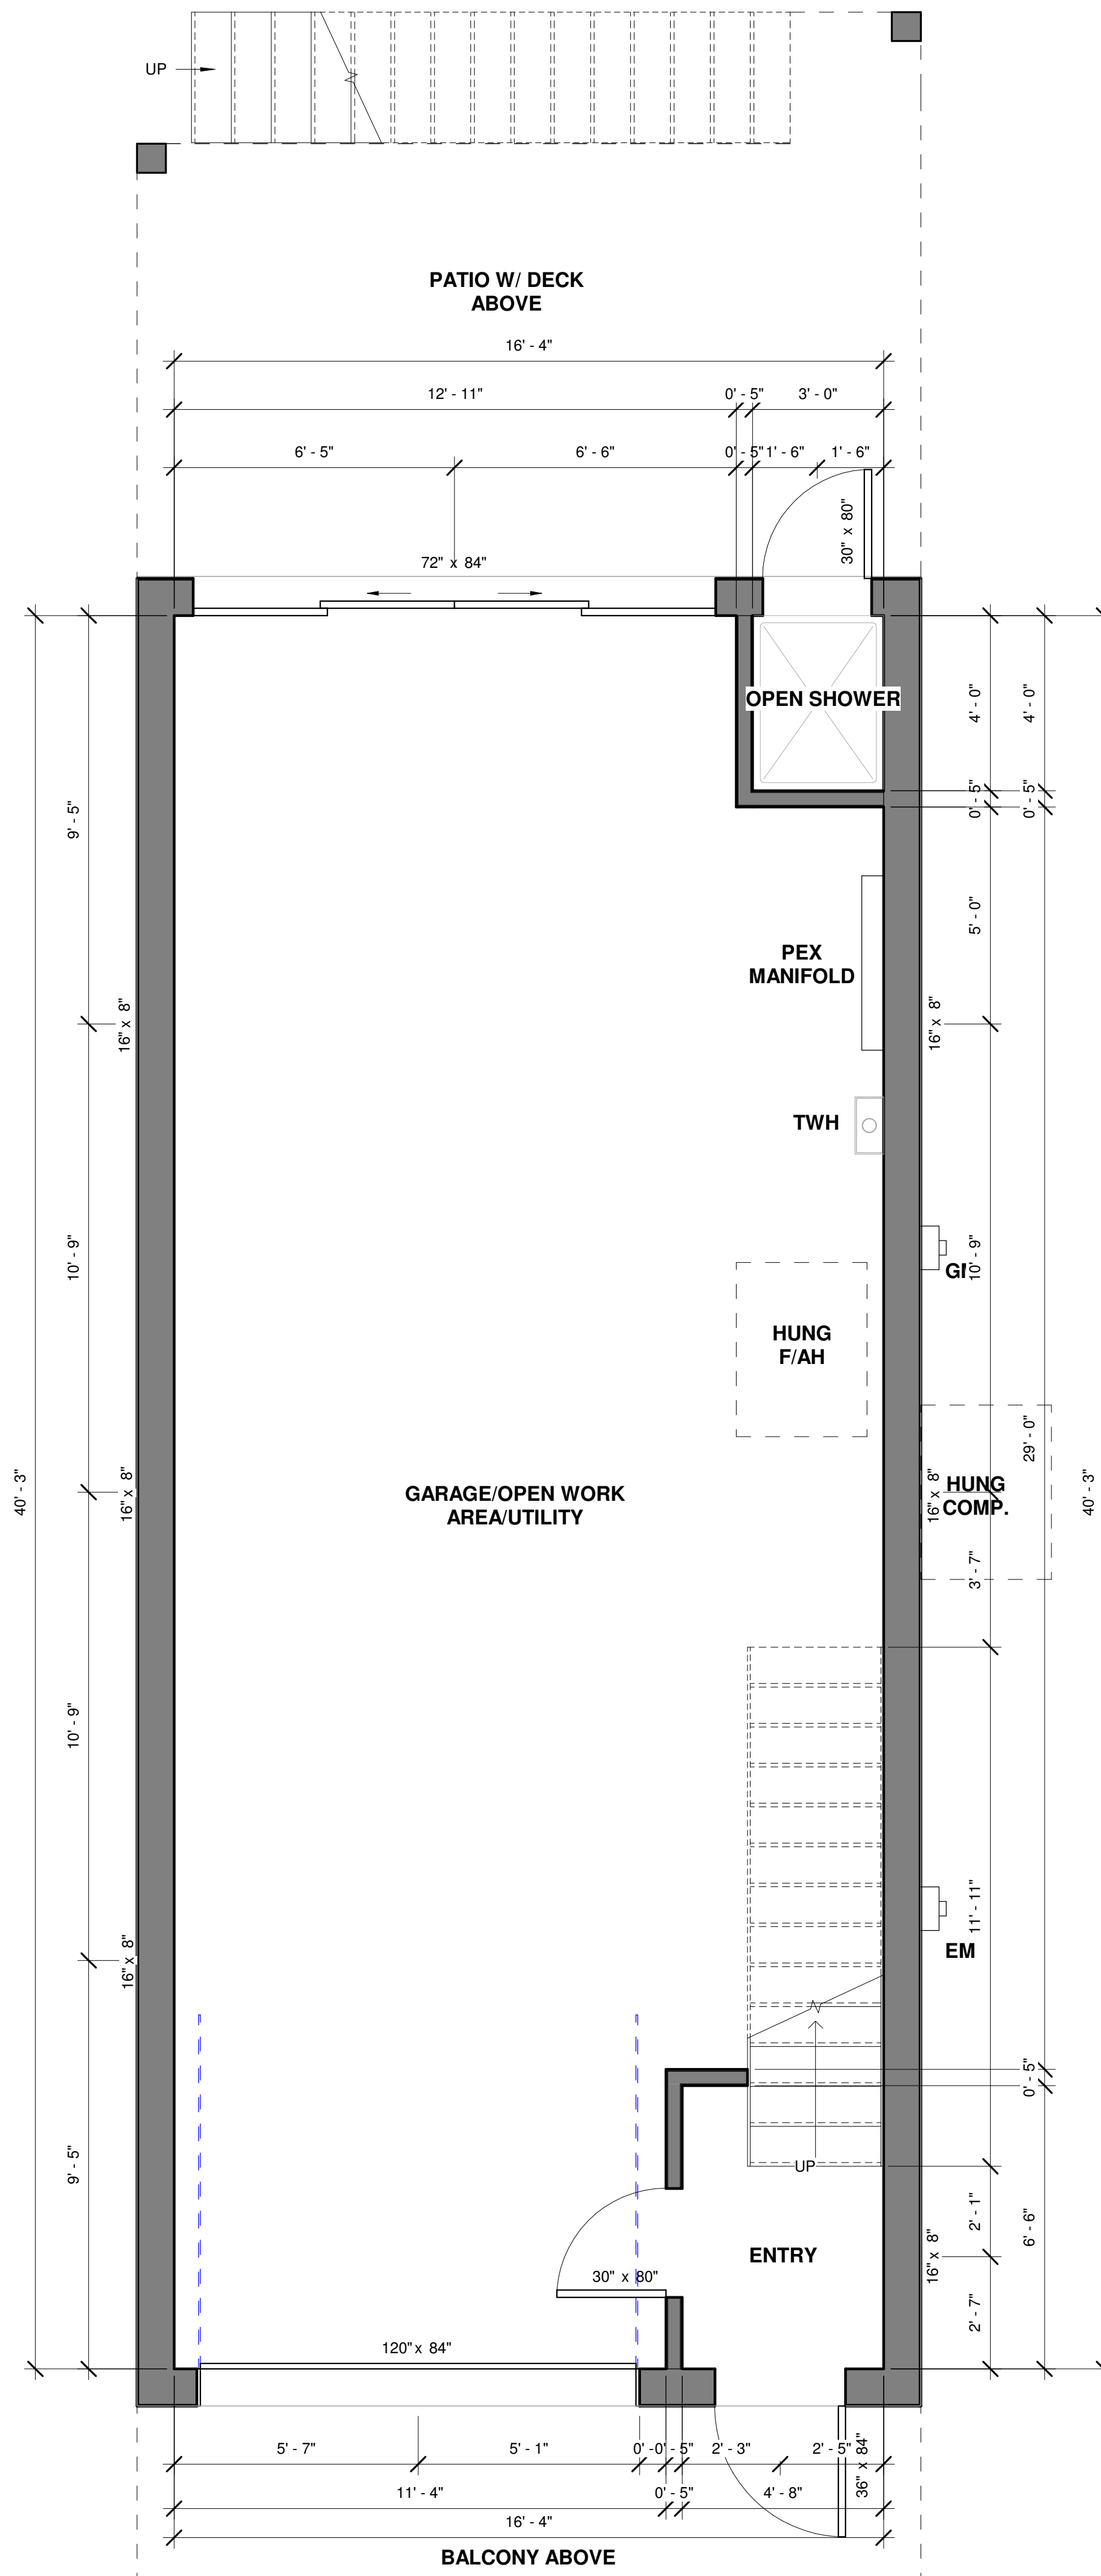 UP
PATIO W/ DECK
ABOVE
16' - 4"
12' - 11"
0' - 5"
3' - 0"
6' - 5"
6' - 6"
0' - 5"
1' - 6"
1' - 6"
30" x 80"
72" x 84"
OPEN SHOWER
4' - 0"
4' - 0"
0' - 5"
0' - 5"
9' - 5"
5' - 0"
PEX
MANIFOLD
16" x 8"
16" x 8"
TWH
10' - 9"
10' - 9"
HUNG
F/AH
29' - 0"
40' - 3"
16" x 8"
GARAGE/OPEN WORK
AREA/UTILITY
16" x 8"
HUNG
COMP.
40' - 3"
3' - 7"
10' - 9"
11' - 11"
EM
16" x 8"
0' - 5"
9' - 5"
UP
2' - 1"
6' - 6"
ENTRY
16" x 8"
30" x 80"
2' - 7"
120" x 84"
5' - 7"
5' - 1"
0' - 5"
2' - 3"
2' - 5"
36" x 84"
11' - 4"
0' - 5"
4' - 8"
16' - 4"
BALCONY ABOVE